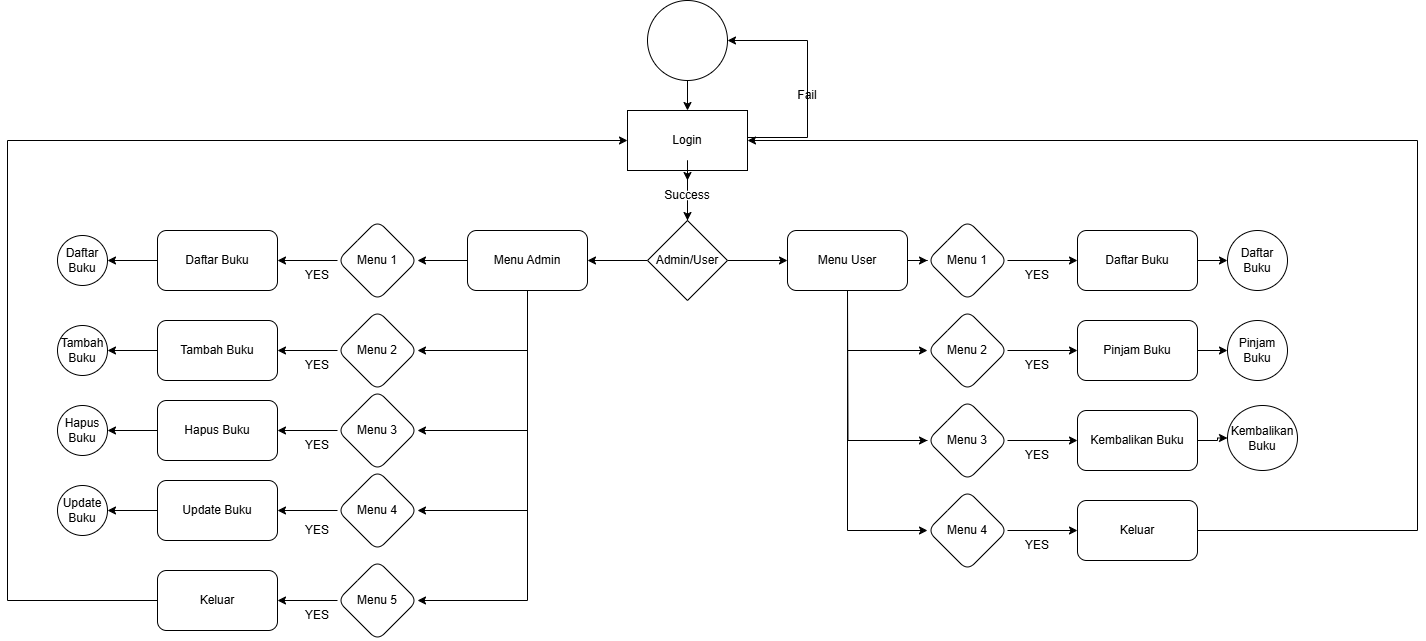 Fail
Login
Success
Daftar
Buku
Daftar Buku
YES
Menu 1
Menu Admin
Admin/User
Menu User
Menu 1
YES
Daftar Buku
Daftar
Buku
Tambah
Buku
Tambah Buku
YES
Menu 2
Menu 2
YES
Pinjam Buku
Pinjam
Buku
Hapus
Buku
Hapus Buku
YES
Menu 3
Menu 3
YES
Kembalikan Buku
Kembalikan
Buku
Update
Buku
Update Buku
YES
Menu 4
Menu 4
YES
Keluar
Keluar
YES
Menu 5